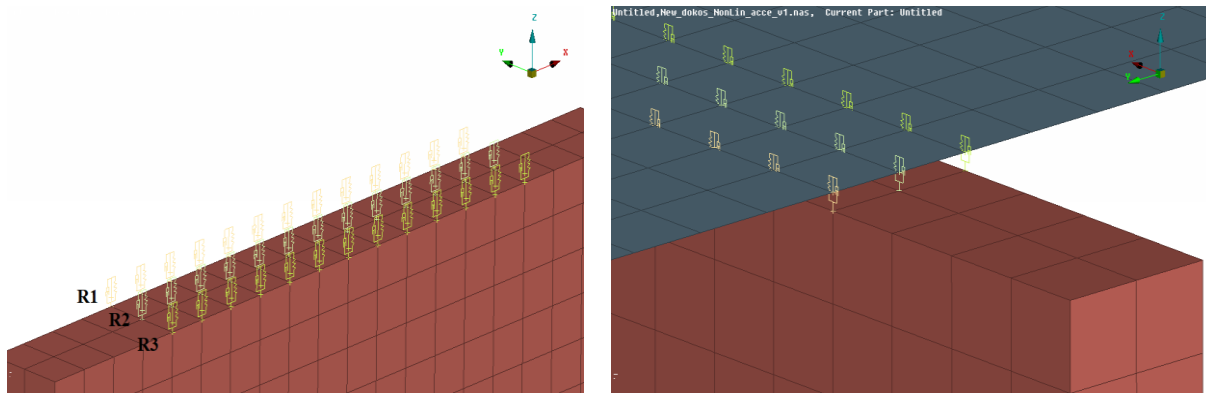 Untitled,New_dokos_NonLin_acce_v1.nas, Current Part: Untitled
Z
Y
X
Z
X
Y
R1
R2
R3